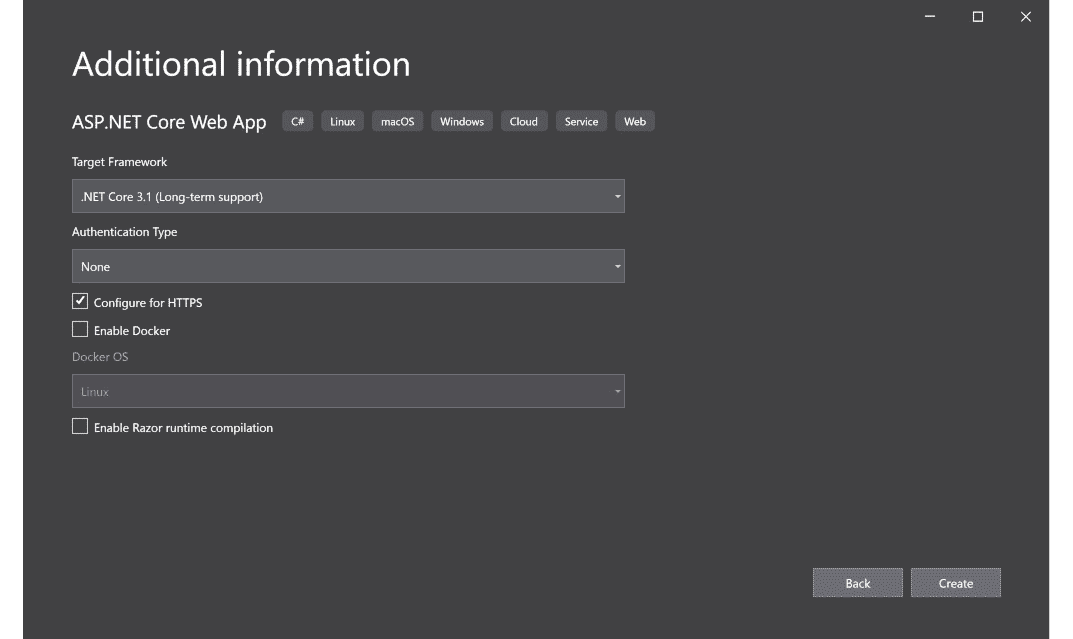 Additional information
ASP.NET Core Web App C# Linux macOS Windows Cloud Service Web
Target Framework
.NET Core 3.1 (Long-term support)
Authentication Type
None
Configure for HTTPS
Enable Docker
Docker OS
Linux
Enable Razor runtime compilation
Back Create